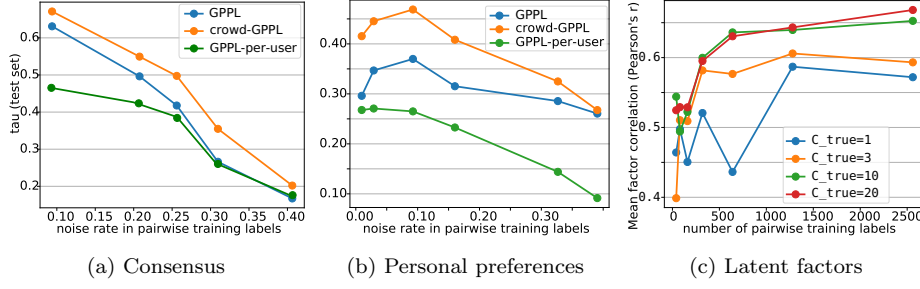 tau (test set)
0.6
0.5
0.4
0.3
0.2
0.10
0.15
0.20
0.25
0.30
0.35
0.40
noise rate in pairwise training labels
GPPL
crowd-GPPL
GPPL-per-user
(a) Consensus
0.40
0.30
0.20
0.10
0.00
0.10
0.30
noise rate in pairwise training labels
GPPL
crowd-GPPL
GPPL-per-user
(b) Personal preferences
Mean factor correlation (Pearson's r)
0.6
0.5
0.4
0
500
1000
1500
2000
2500
number of pairwise training labels
C_true=1
C_true=3
C_true=10
C_true=20
(c) Latent factors